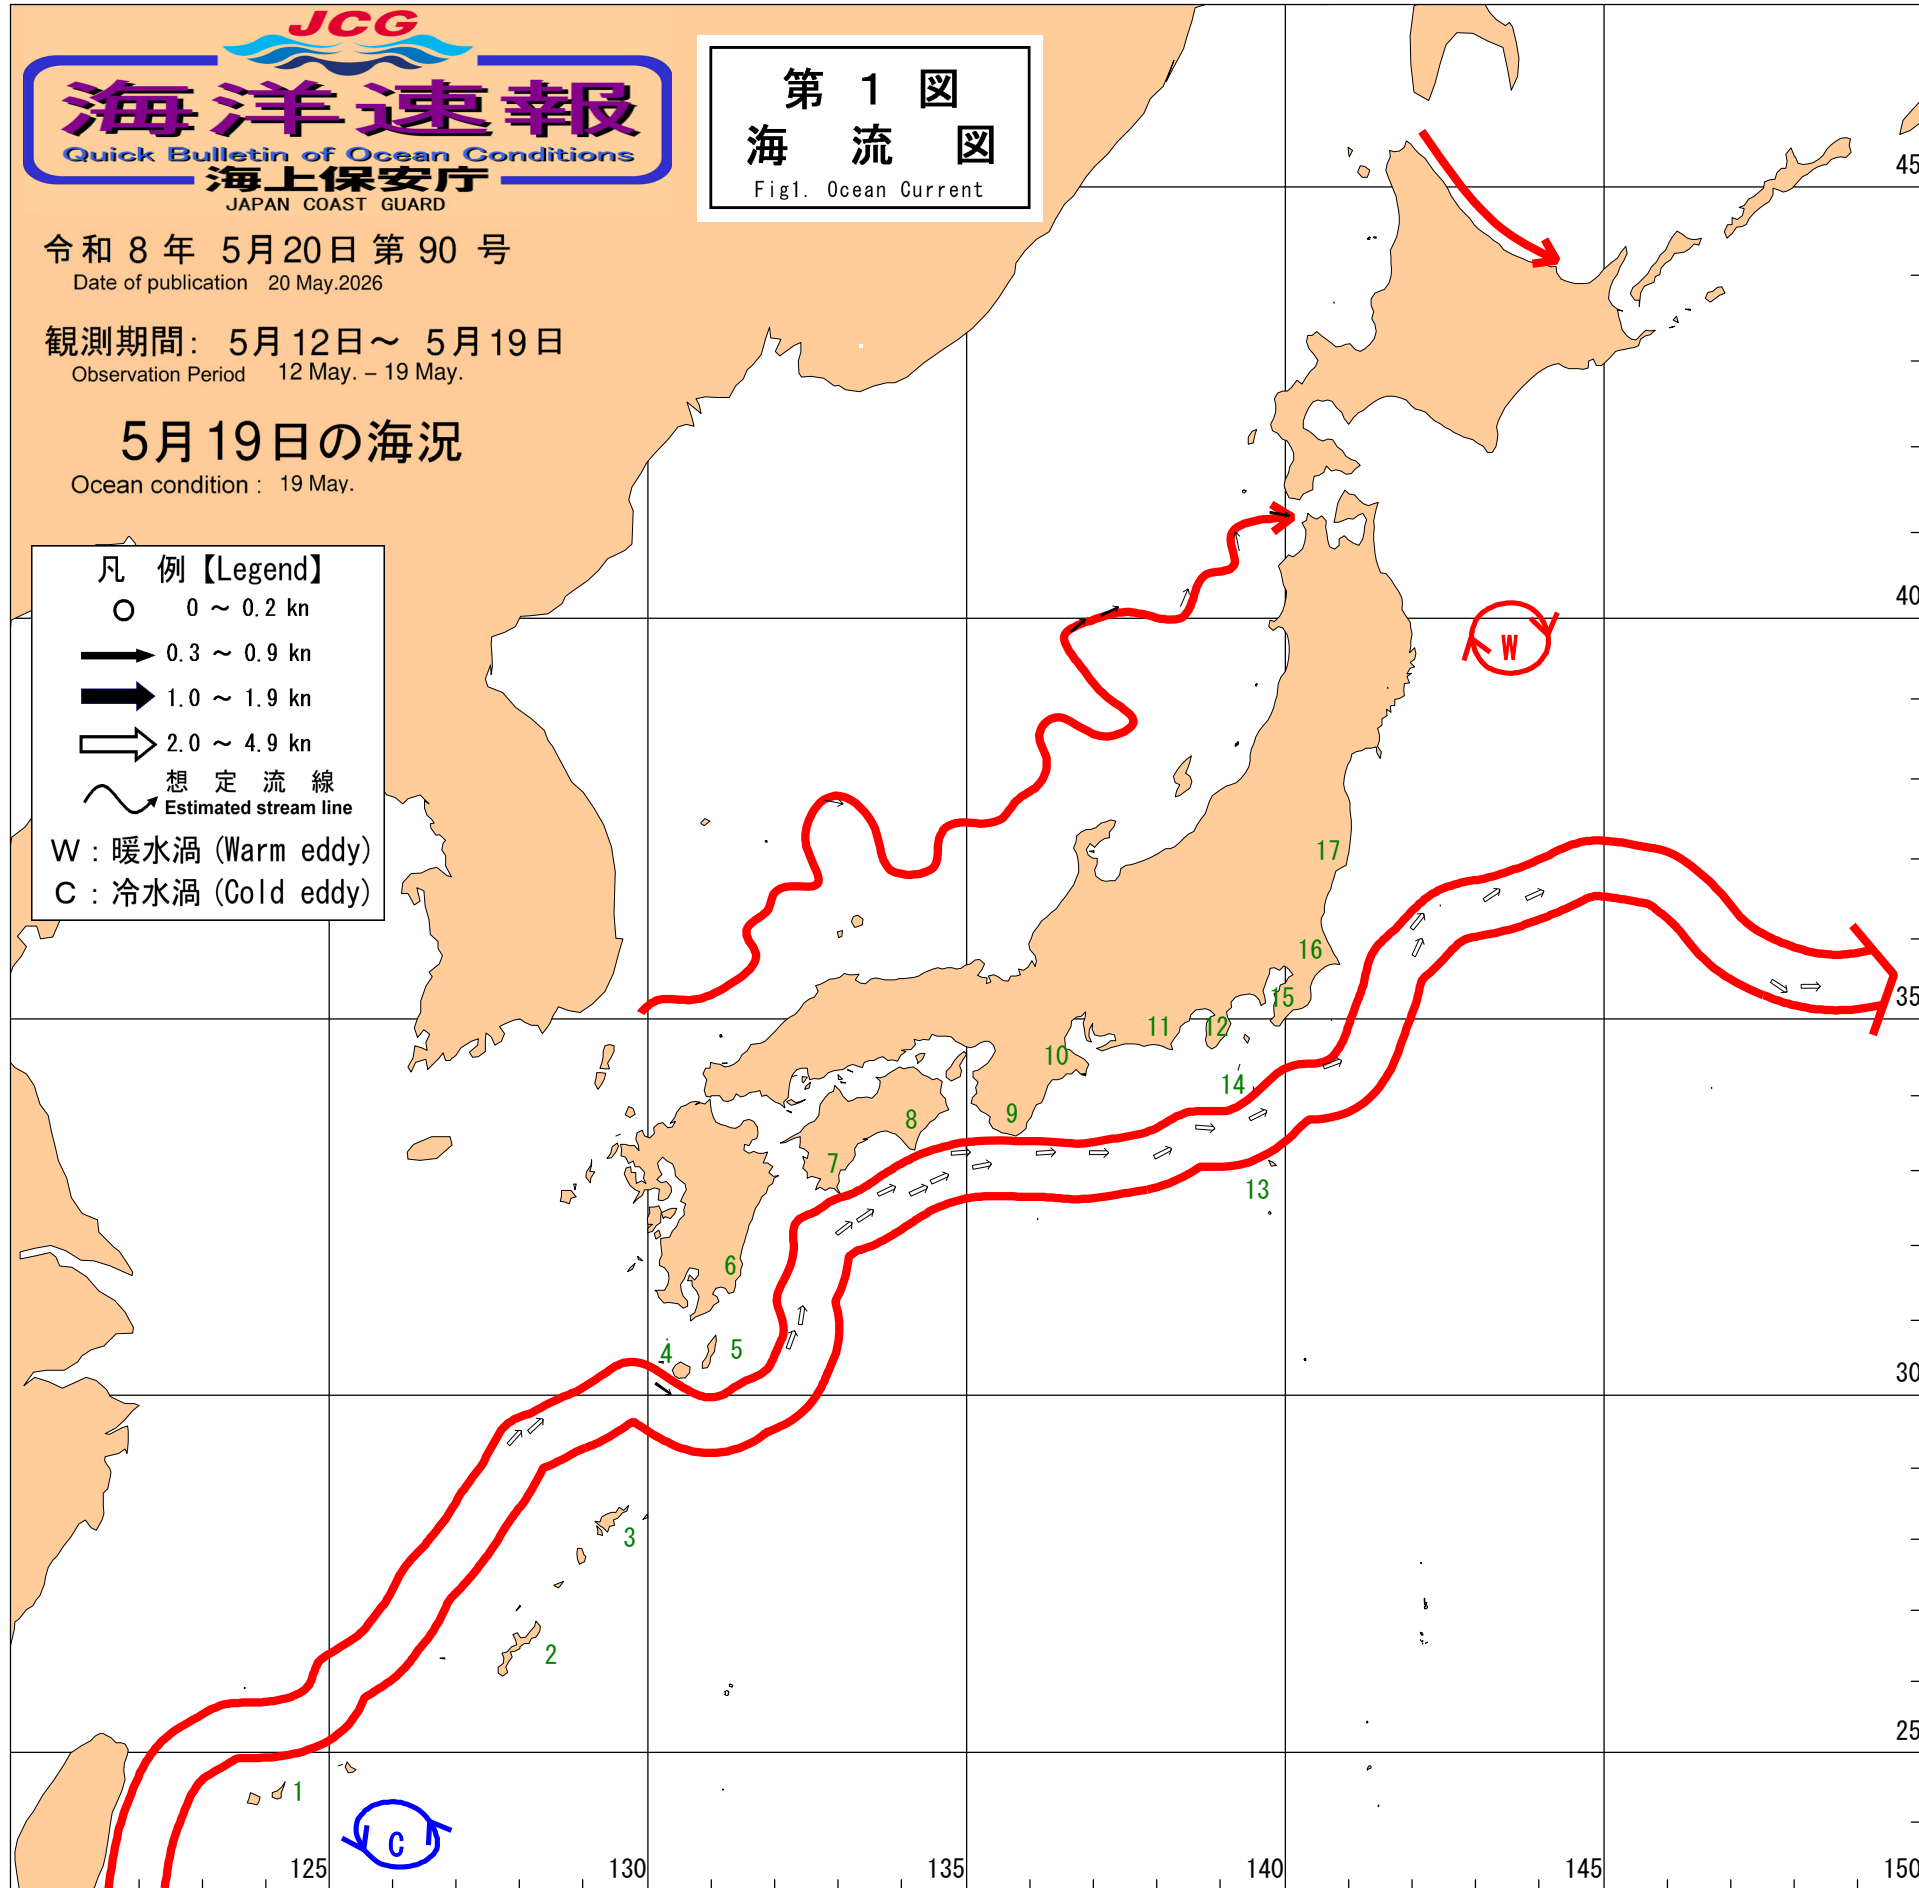 JCG
海洋速報
Quick Bulletin of Ocean Conditions
海上保安庁
JAPAN COAST GUARD
第 1 図
海 流 図
Fig1. Ocean Current
令和 8 年 5月20日 第 90 号
Date of publication 20 May.2026
観測期間: 5月12日～ 5月19日
Observation Period 12 May. – 19 May.
5月19日の海況
Ocean condition : 19 May.
凡 例【Legend】
0 ～ 0.2 kn
0.3 ～ 0.9 kn
1.0 ～ 1.9 kn
2.0 ～ 4.9 kn
想 定 流 線
Estimated stream line
W : 暖水渦 (Warm eddy)
C : 冷水渦 (Cold eddy)
45
40
W
17
16
35
15
12
11
10
14
9
8
7
13
6
5
4
30
3
2
25
1
C
125
130
135
140
145
150